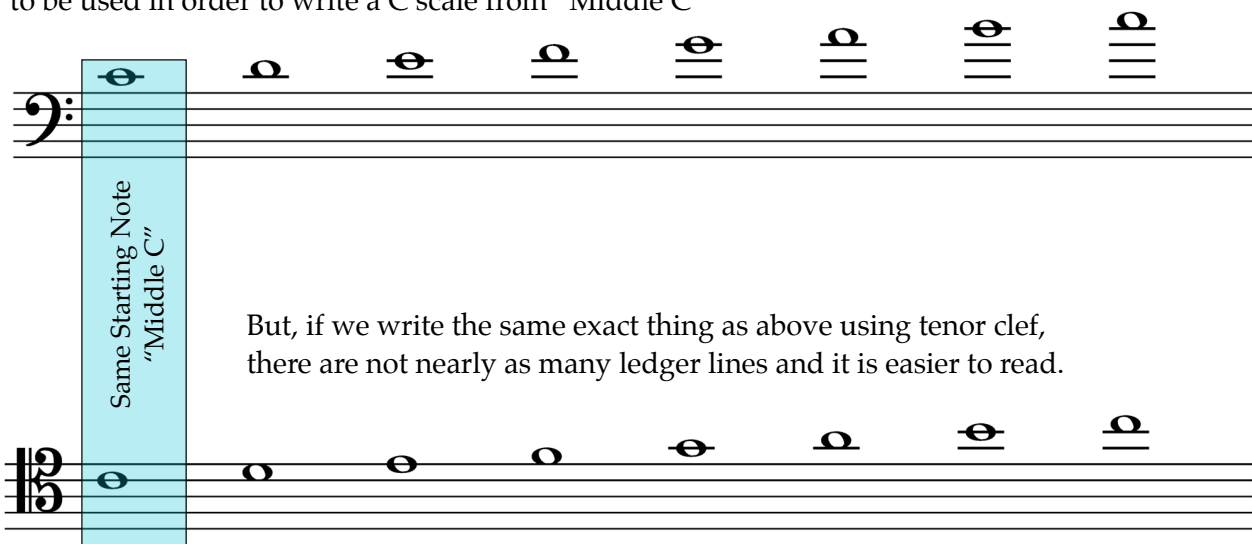 to be used in order to write a C scale from “Middle C”
Same Starting Note
“Middle C”
But, if we write the same exact thing as above using tenor clef,
there are not nearly as many ledger lines and it is easier to read.